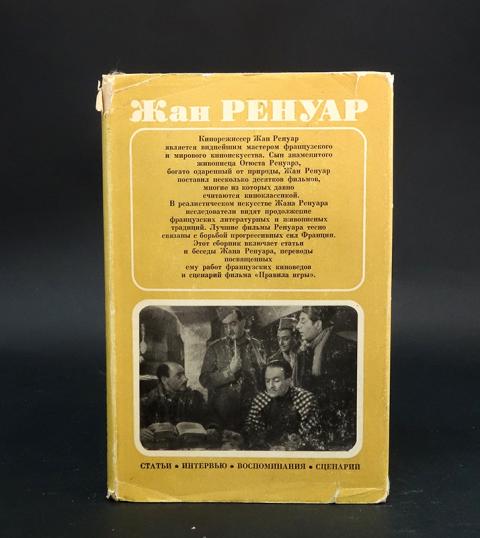 Жан РЕНУАР
Кинорежиссер Жан Ренуар
является виднейшим мастером французского
и мирового киноискусства. Сын знаменитого
живописца Огюста Ренуара,
богато одаренный от природы, Жан Ренуар
поставил несколько десятков фильмов,
многие из которых давно
считаются киноклассикой.
В реалистическом искусстве Жана Ренуара
исследователи видят продолжение
французских литературных и живописных
традиций. Лучшие фильмы Ренуара тесно
связаны с борьбой прогрессивных сил Франции.
Этот сборник включает статьи
и беседы Жана Ренуара, переводы
посвященных
ему работ французских киноведов
и сценарий фильма «Правила игры».
СТАТЬИ • ИНТЕРВЬЮ • ВОСПОМИНАНИЯ • СЦЕНАРИЙ